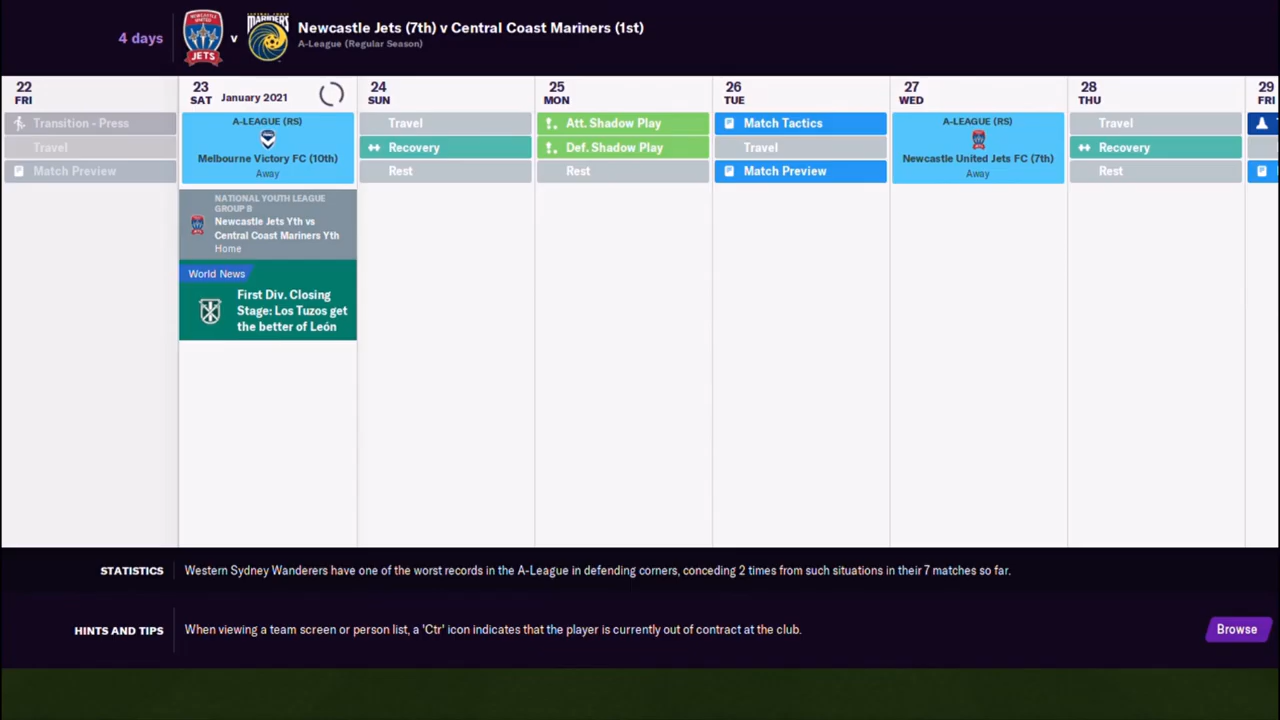 4 days
NEWCASTLE UNITED
JETS
v
CENTRAL COAST
MARINERS
Newcastle Jets (7th) v Central Coast Mariners (1st)
A-League (Regular Season)
22
FRI
Transition - Press
Travel
Match Preview
23
SAT January 2021
A-LEAGUE (RS)
Melbourne Victory FC (10th)
Away
NATIONAL YOUTH LEAGUE
GROUP B
Newcastle Jets Yth vs
Central Coast Mariners Yth
Home
World News
First Div. Closing
Stage: Los Tuzos get
the better of León
24
SUN
Travel
Recovery
Rest
25
MON
Att. Shadow Play
Def. Shadow Play
Rest
26
TUE
Match Tactics
Travel
Match Preview
27
WED
A-LEAGUE (RS)
Newcastle United Jets FC (7th)
Away
28
THU
Travel
Recovery
Rest
29
FRI
STATISTICS
Western Sydney Wanderers have one of the worst records in the A-League in defending corners, conceding 2 times from such situations in their 7 matches so far.
HINTS AND TIPS
When viewing a team screen or person list, a 'Ctr' icon indicates that the player is currently out of contract at the club.
Browse